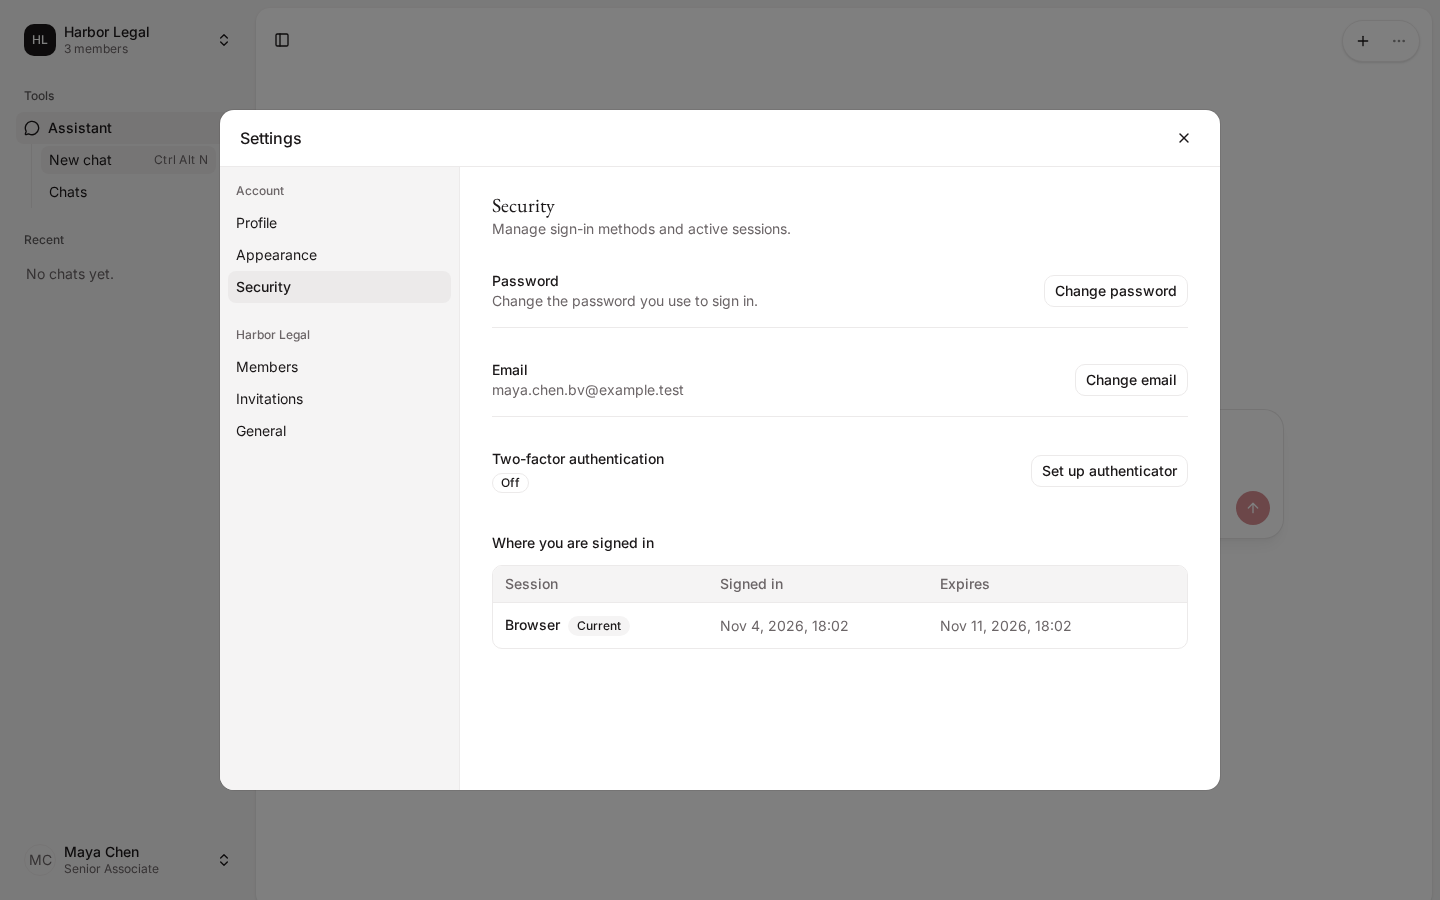 HL
Harbor Legal
3 members
Tools
Assistant
New chat Ctrl Alt N
Chats
Recent
No chats yet.
MC
Maya Chen
Senior Associate
Settings
Account
Profile
Appearance
Security
Harbor Legal
Members
Invitations
General
Security
Manage sign-in methods and active sessions.
Password
Change the password you use to sign in.
Change password
Email
maya.chen.bv@example.test
Change email
Two-factor authentication
Off
Set up authenticator
Where you are signed in
Session Signed in Expires
Browser Current Nov 4, 2026, 18:02 Nov 11, 2026, 18:02